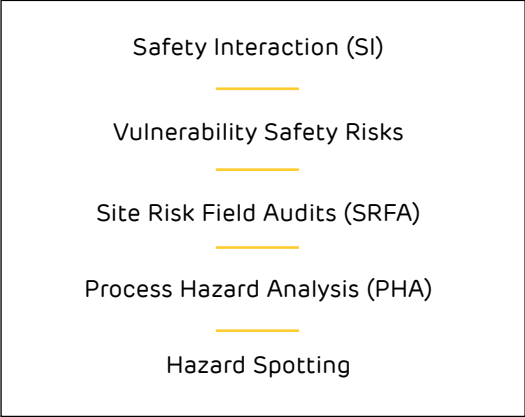 Safety Interaction (SI)
Vulnerability Safety Risks
Site Risk Field Audits (SRFA)
Process Hazard Analysis (PHA)
Hazard Spotting